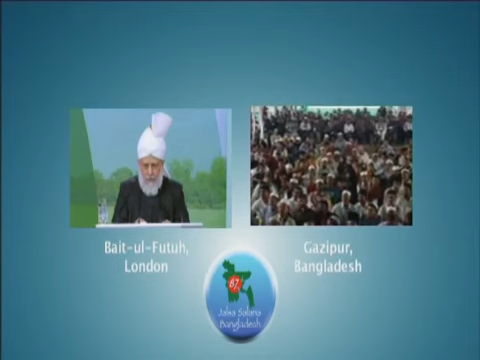 Bait-ul-Futuh,
London
Gazipur,
Bangladesh
87
Jalsa Salana
Bangladesh